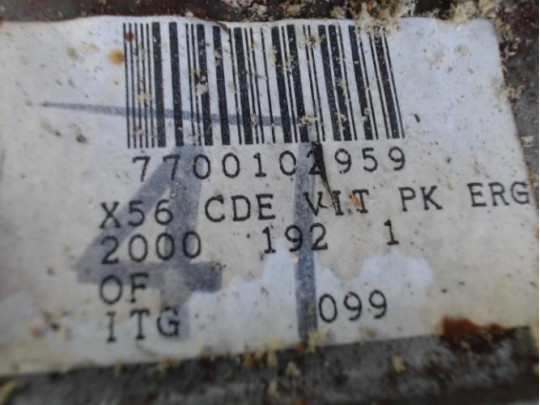 7700102959
X56 CDE VIT PK ERG
2000 192 1
OF
ITG 099